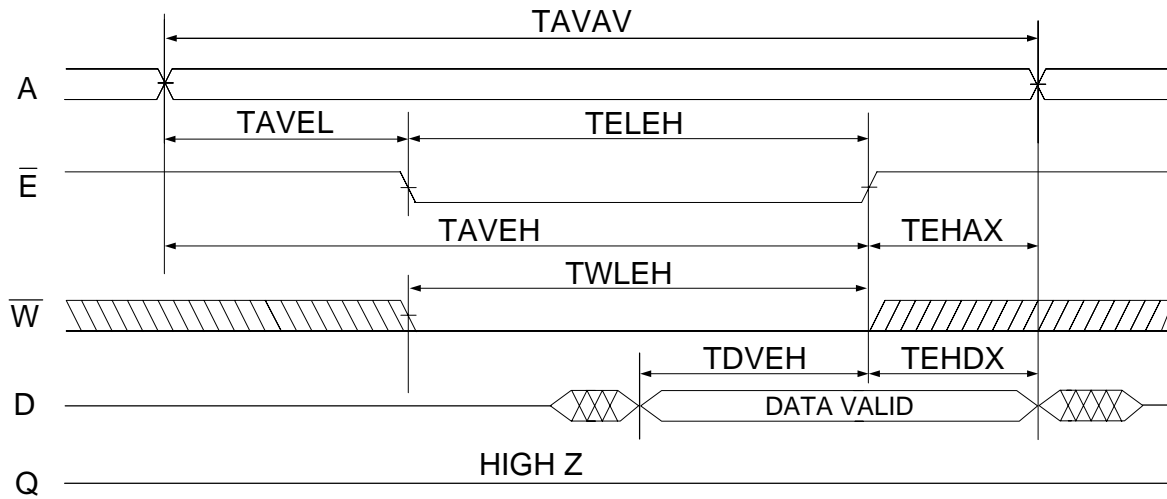 TAVAV
A
TAVEL TELEH
E̅
TAVEH TEHAX
TWLEH
W̅
TDVEH TEHDX
D DATA VALID
HIGH Z
Q